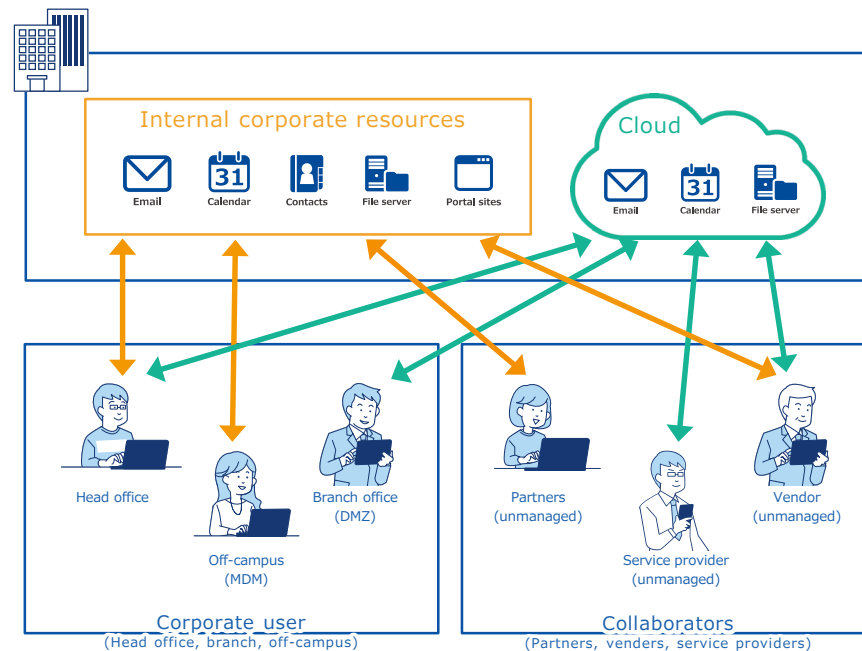 Internal corporate resources
Email
31
Calendar
Contacts
File server
Portal sites
Cloud
Email
31
Calendar
File server
Head office
Off-campus
(MDM)
Branch office
(DMZ)
Corporate user
(Head office, branch, off-campus)
Partners
(unmanaged)
Service provider
(unmanaged)
Vendor
(unmanaged)
Collaborators
(Partners, venders, service providers)